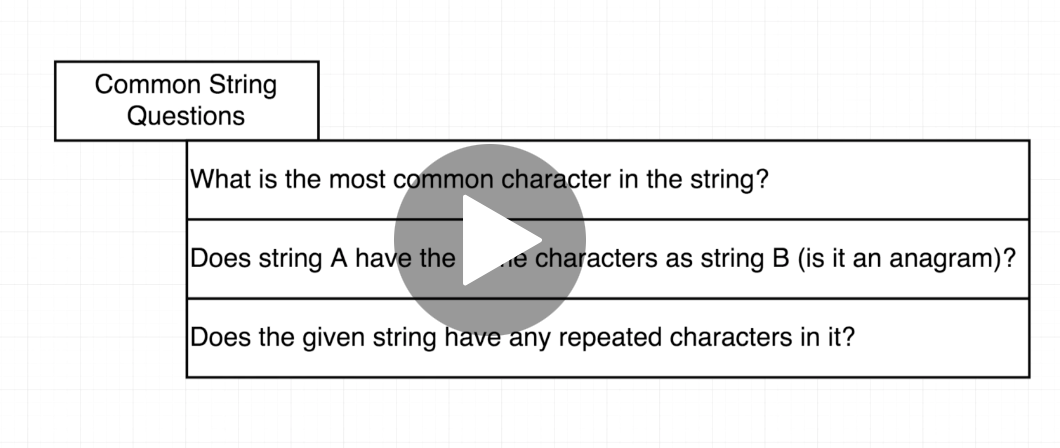 Common String
Questions
What is the most common character in the string?
Does string A have the characters as string B (is it an anagram)?
Does the given string have any repeated characters in it?